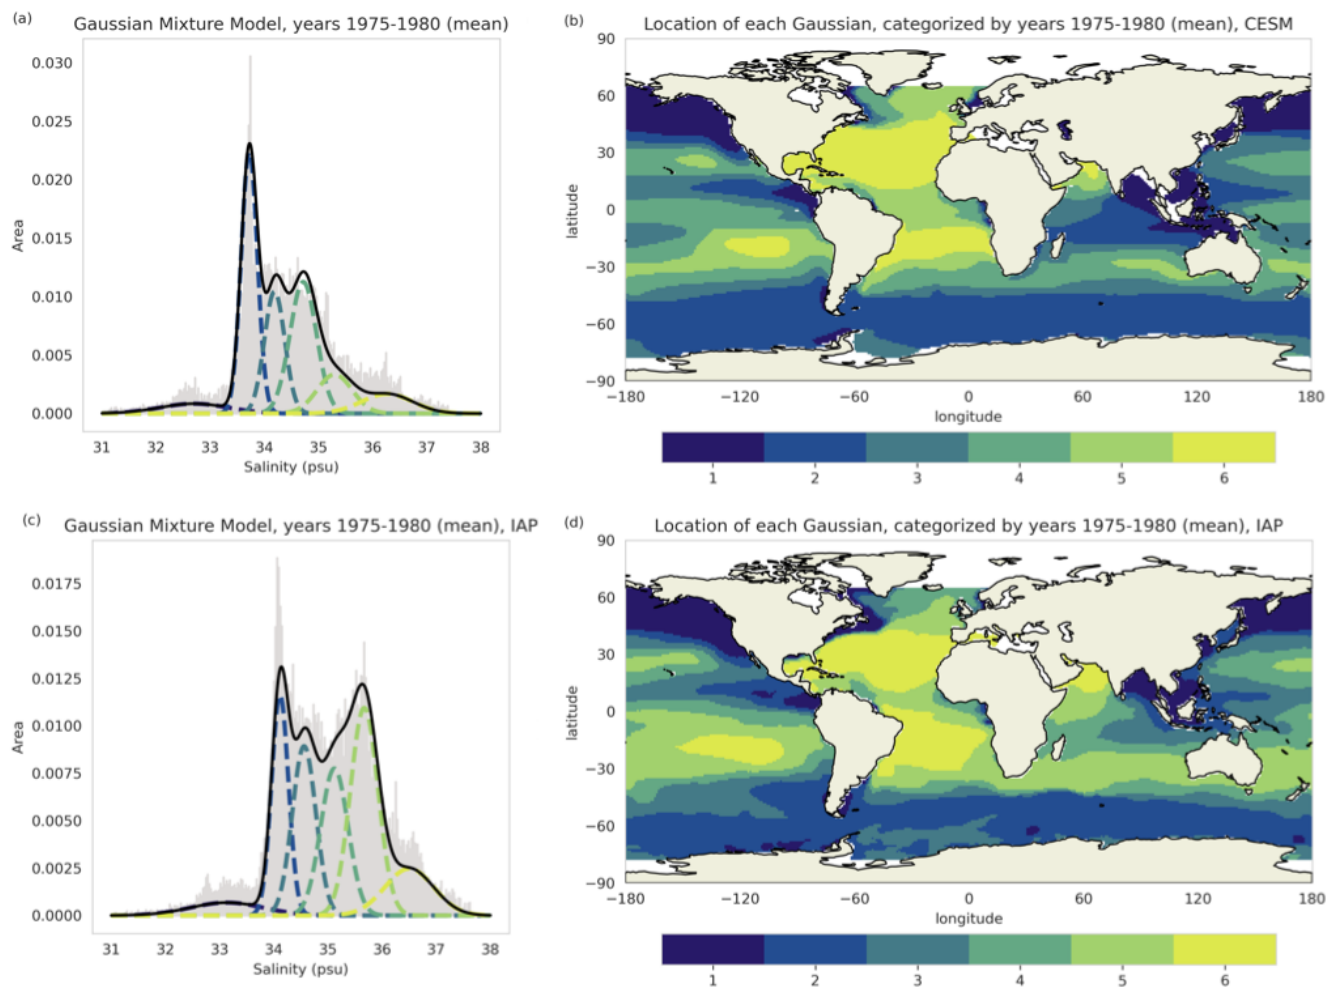 (a)
Gaussian Mixture Model, years 1975-1980 (mean)
0.030
0.025
0.020
0.015
0.010
0.005
0.000
Area
31 32 33 34 35 36 37 38
Salinity (psu)
(b)
Location of each Gaussian, categorized by years 1975-1980 (mean), CESM
90
60
30
0
−30
−60
−90
latitude
−180 −120 −60 0 60 120 180
longitude
1 2 3 4 5 6
(c)
Gaussian Mixture Model, years 1975-1980 (mean), IAP
0.0175
0.0150
0.0125
0.0100
0.0075
0.0050
0.0025
0.0000
Area
31 32 33 34 35 36 37 38
Salinity (psu)
(d)
Location of each Gaussian, categorized by years 1975-1980 (mean), IAP
90
60
30
0
−30
−60
−90
latitude
−180 −120 −60 0 60 120 180
longitude
1 2 3 4 5 6